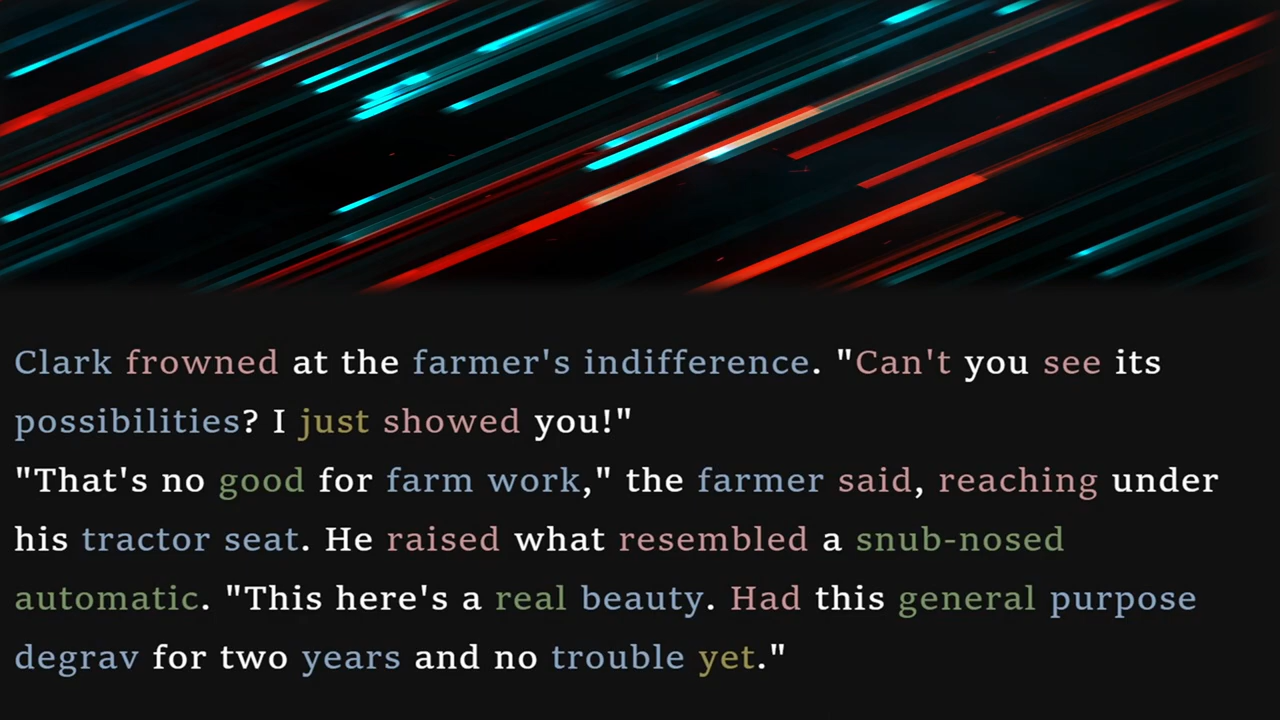 Clark frowned at the farmer's indifference. "Can't you see its
possibilities? I just showed you!"
"That's no good for farm work," the farmer said, reaching under
his tractor seat. He raised what resembled a snub-nosed
automatic. "This here's a real beauty. Had this general purpose
degrav for two years and no trouble yet."